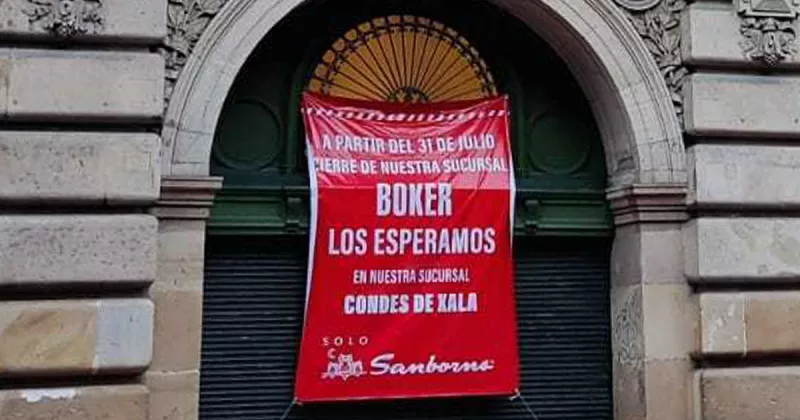 A PARTIR DEL 31 DE JULIO
CIERRE DE NUESTRA SUCURSAL
BOKER
LOS ESPERAMOS
EN NUESTRA SUCURSAL
CONDES DE XALA
SOLO
Sanborns